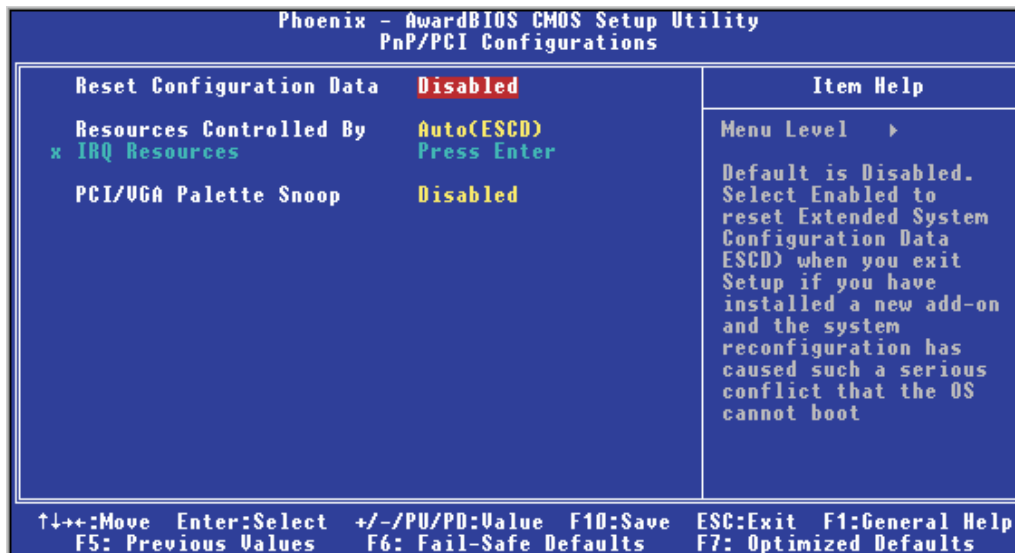 Phoenix - AwardBIOS CMOS Setup Utility
PnP/PCI Configurations
Reset Configuration Data Disabled
Resources Controlled By Auto(ESCD)
x IRQ Resources Press Enter
PCI/VGA Palette Snoop Disabled
Item Help
Menu Level ▸
Default is Disabled.
Select Enabled to
reset Extended System
Configuration Data
ESCD) when you exit
Setup if you have
installed a new add-on
and the system
reconfiguration has
caused such a serious
conflict that the OS
cannot boot
↑↓→←:Move Enter:Select +/-/PU/PD:Value F10:Save ESC:Exit F1:General Help
F5: Previous Values F6: Fail-Safe Defaults F7: Optimized Defaults